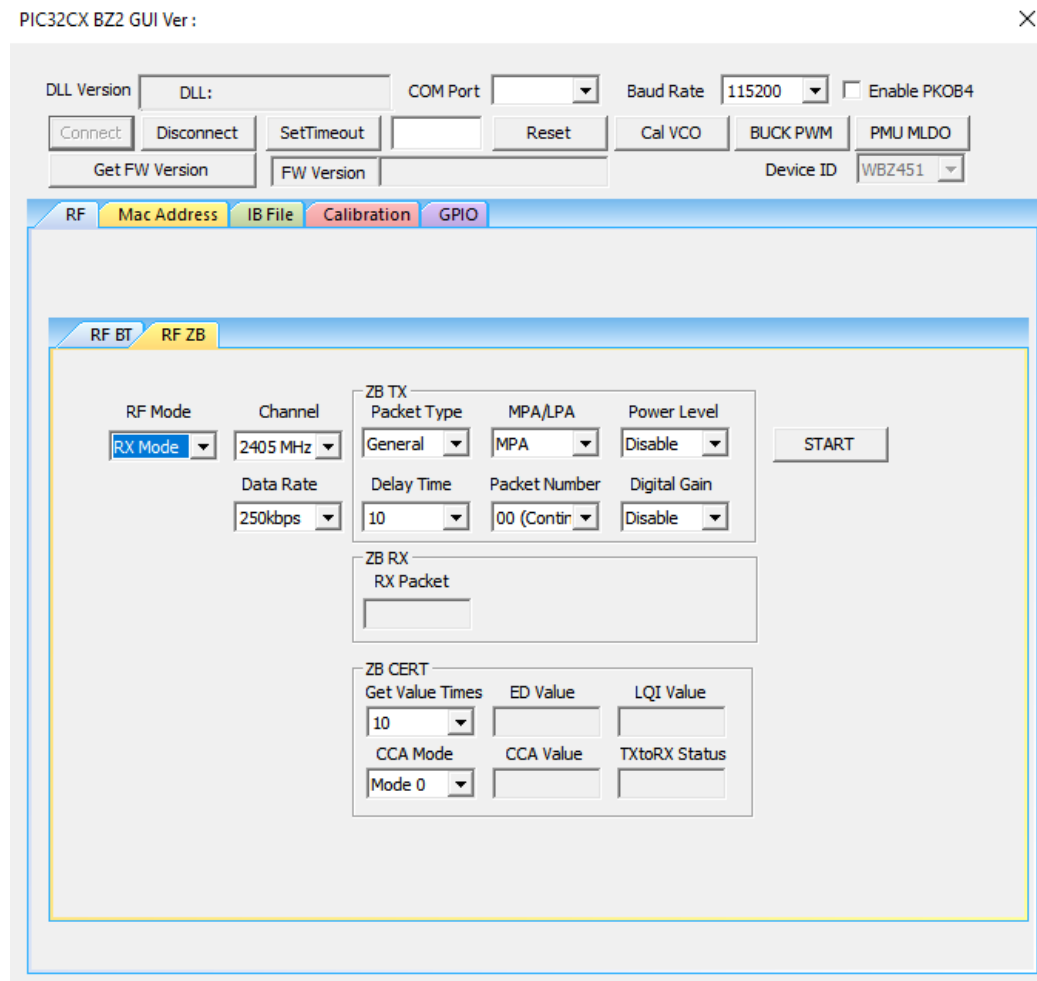 PIC32CX BZ2 GUI Ver :
DLL Version DLL: COM Port Baud Rate 115200 Enable PKOB4
Connect Disconnect SetTimeout Reset Cal VCO BUCK PWM PMU MLDO
Get FW Version FW Version Device ID WBZ451
RF Mac Address IB File Calibration GPIO
RF BT RF ZB
ZB TX
RF Mode Channel Packet Type MPA/LPA Power Level
RX Mode 2405 MHz General MPA Disable START
Data Rate Delay Time Packet Number Digital Gain
250kbps 10 00 (Contin Disable
ZB RX
RX Packet
ZB CERT
Get Value Times ED Value LQI Value
10
CCA Mode CCA Value TXtoRX Status
Mode 0